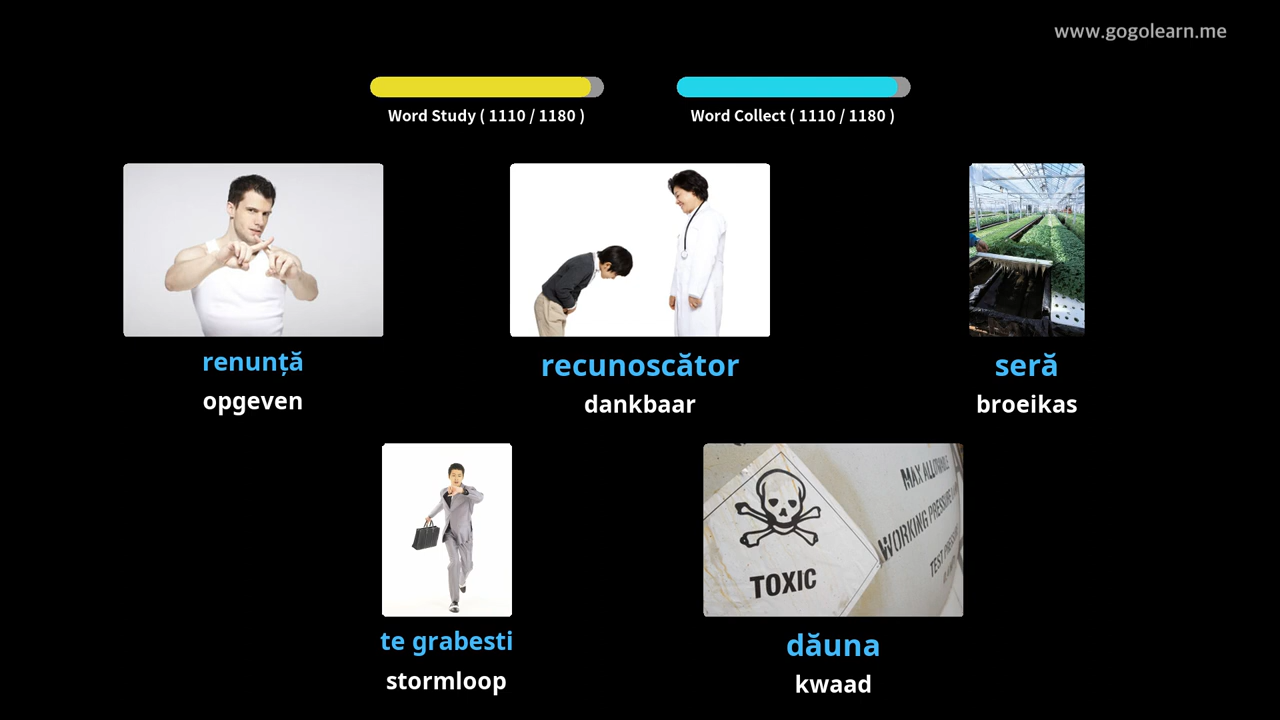 www.gogolearn.me
Word Study ( 1110 / 1180 )
Word Collect ( 1110 / 1180 )
renunță
opgeven
recunoscător
dankbaar
seră
broeikas
te grabesti
stormloop
TOXIC
MAX ALLOWABLE
WORKING PRESSURE
dăuna
kwaad